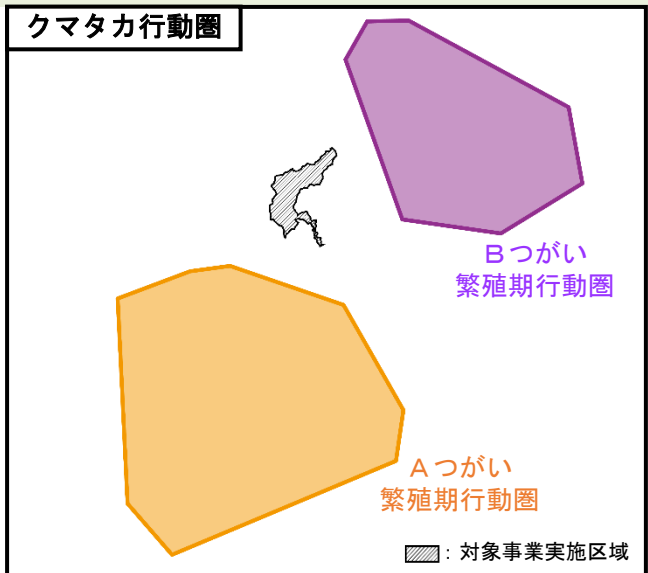 クマタカ行動圏
Bつがい
繁殖期行動圏
Aつがい
繁殖期行動圏
：対象事業実施区域